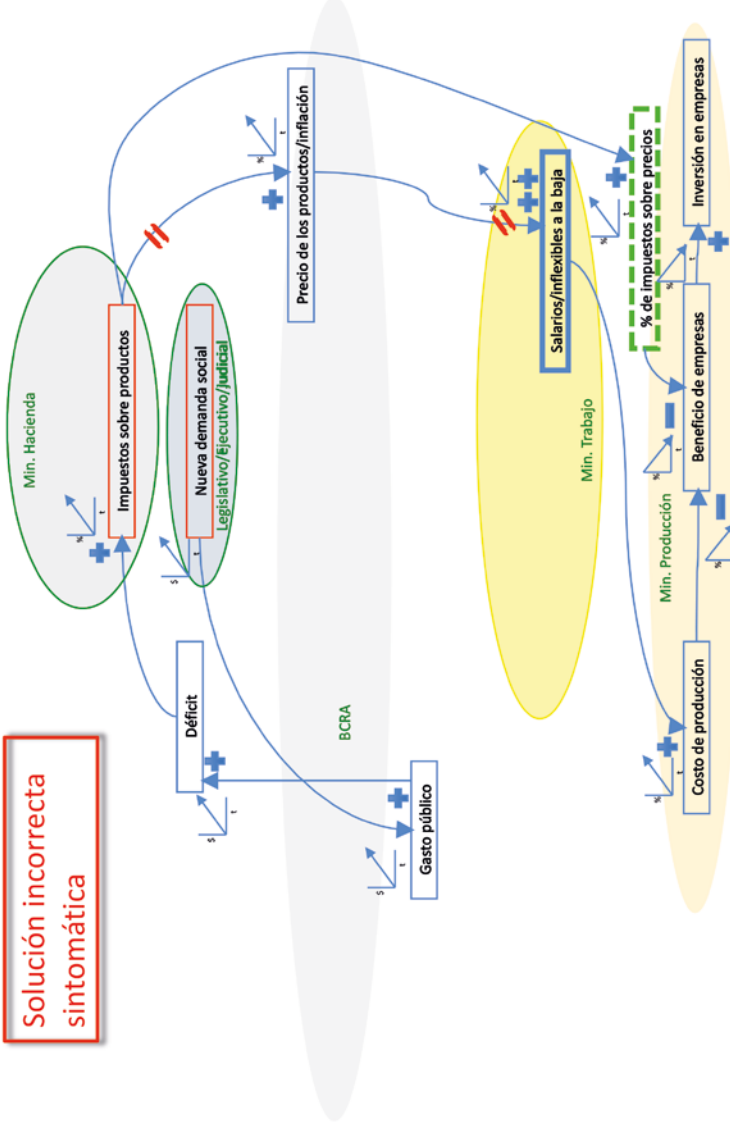 Solución incorrecta
sintomática
Min. Hacienda
%
t
Impuestos sobre productos
$
t
Nueva demanda social
Legislativo/Ejecutivo/Judicial
Déficit
$
t
%
t
Precio de los productos/inflación
BCRA
$
t
Gasto público
%
t
Salarios/inflexibles a la baja
Min. Trabajo
%
t
% de impuestos sobre precios
Min. Producción
%
t
Costo de producción
%
t
Beneficio de empresas
%
t
Inversión en empresas
%